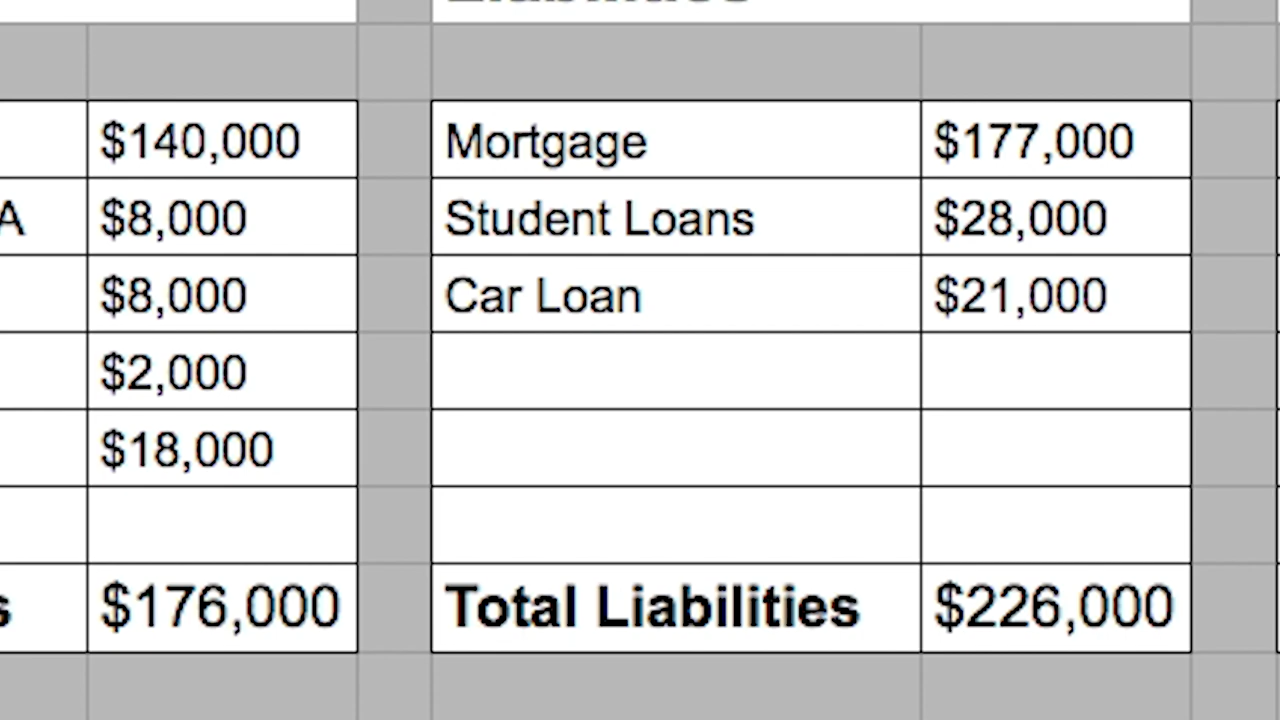 Liabilities
$140,000 Mortgage $177,000
A $8,000 Student Loans $28,000
$8,000 Car Loan $21,000
$2,000
$18,000
s $176,000 Total Liabilities $226,000